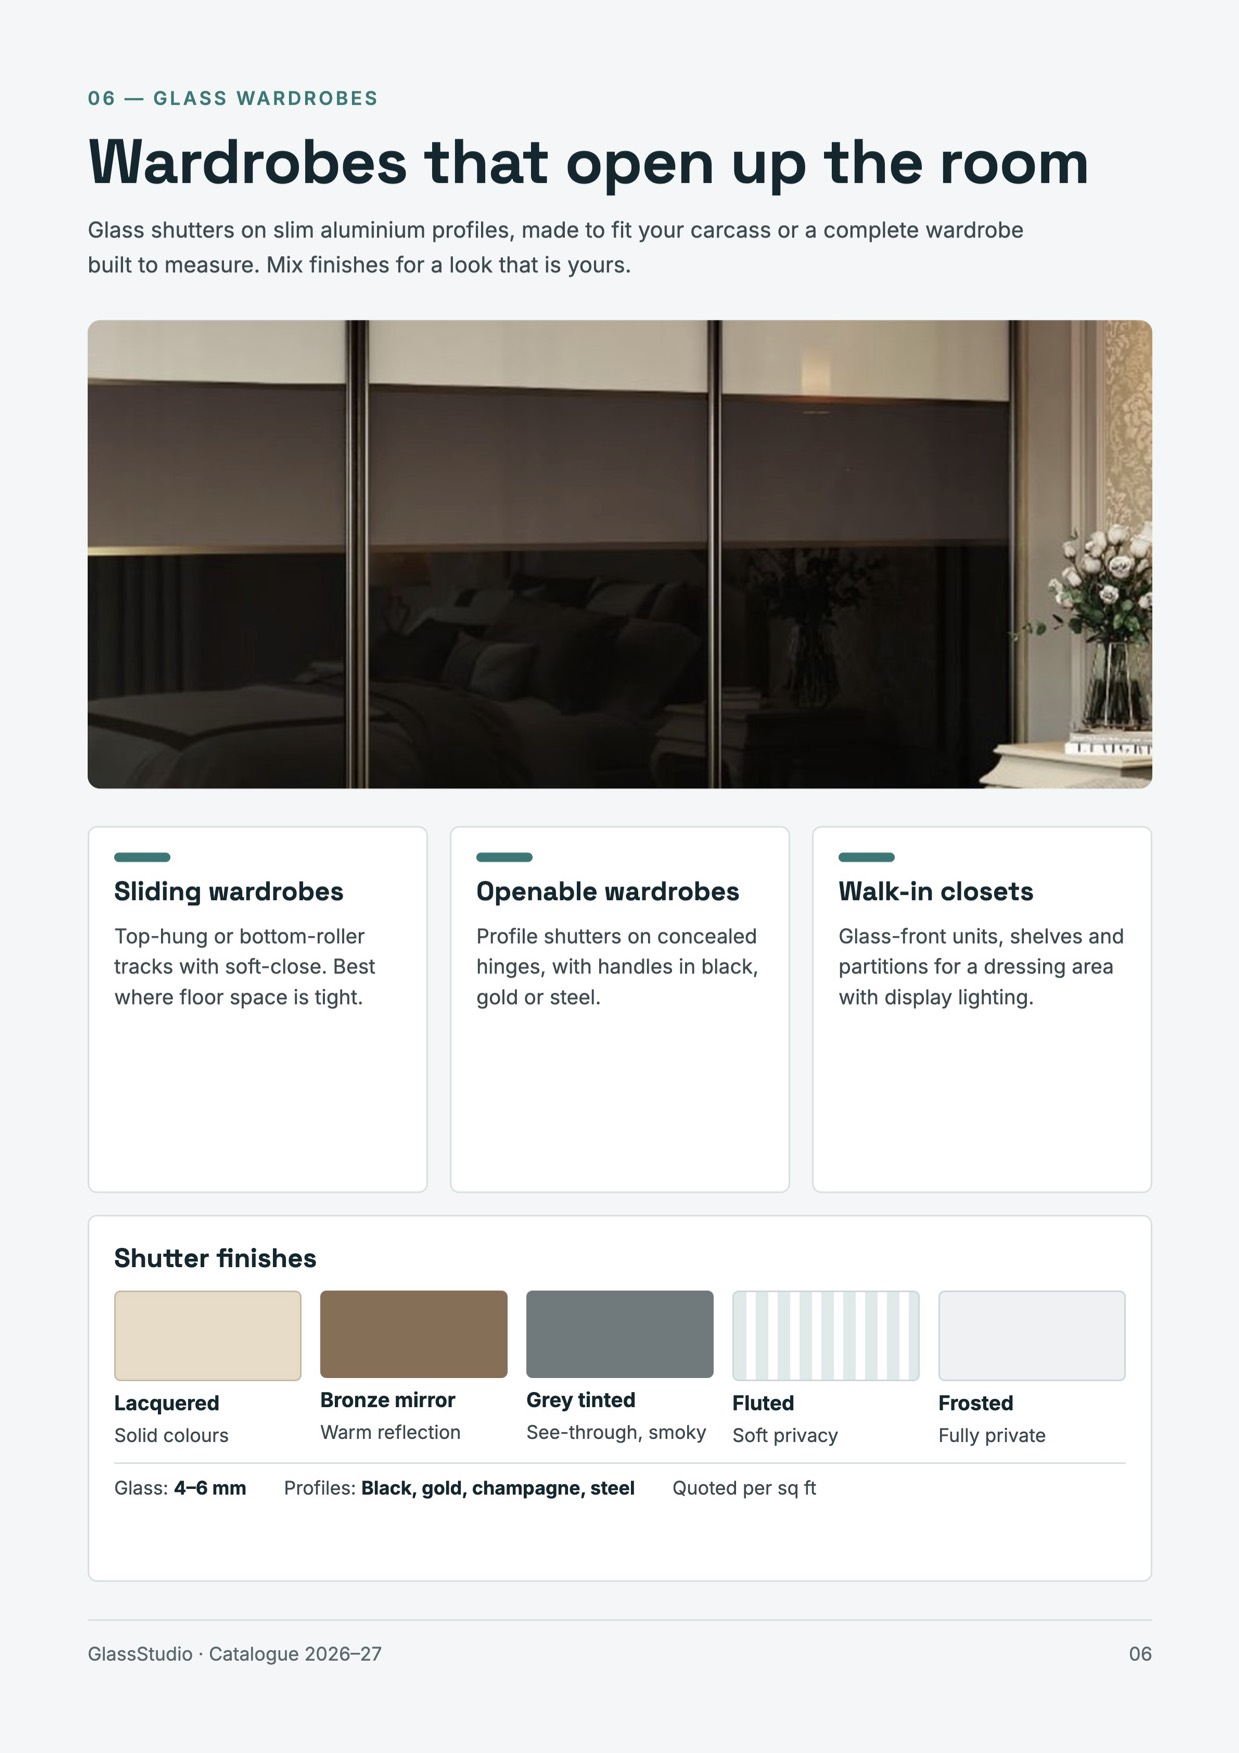 06 — GLASS WARDROBES
Wardrobes that open up the room
Glass shutters on slim aluminium profiles, made to fit your carcass or a complete wardrobe
built to measure. Mix finishes for a look that is yours.
Sliding wardrobes
Top-hung or bottom-roller
tracks with soft-close. Best
where floor space is tight.
Openable wardrobes
Profile shutters on concealed
hinges, with handles in black,
gold or steel.
Walk-in closets
Glass-front units, shelves and
partitions for a dressing area
with display lighting.
Shutter finishes
Lacquered
Solid colours
Bronze mirror
Warm reflection
Grey tinted
See-through, smoky
Fluted
Soft privacy
Frosted
Fully private
Glass: 4–6 mm Profiles: Black, gold, champagne, steel Quoted per sq ft
GlassStudio · Catalogue 2026–27 06